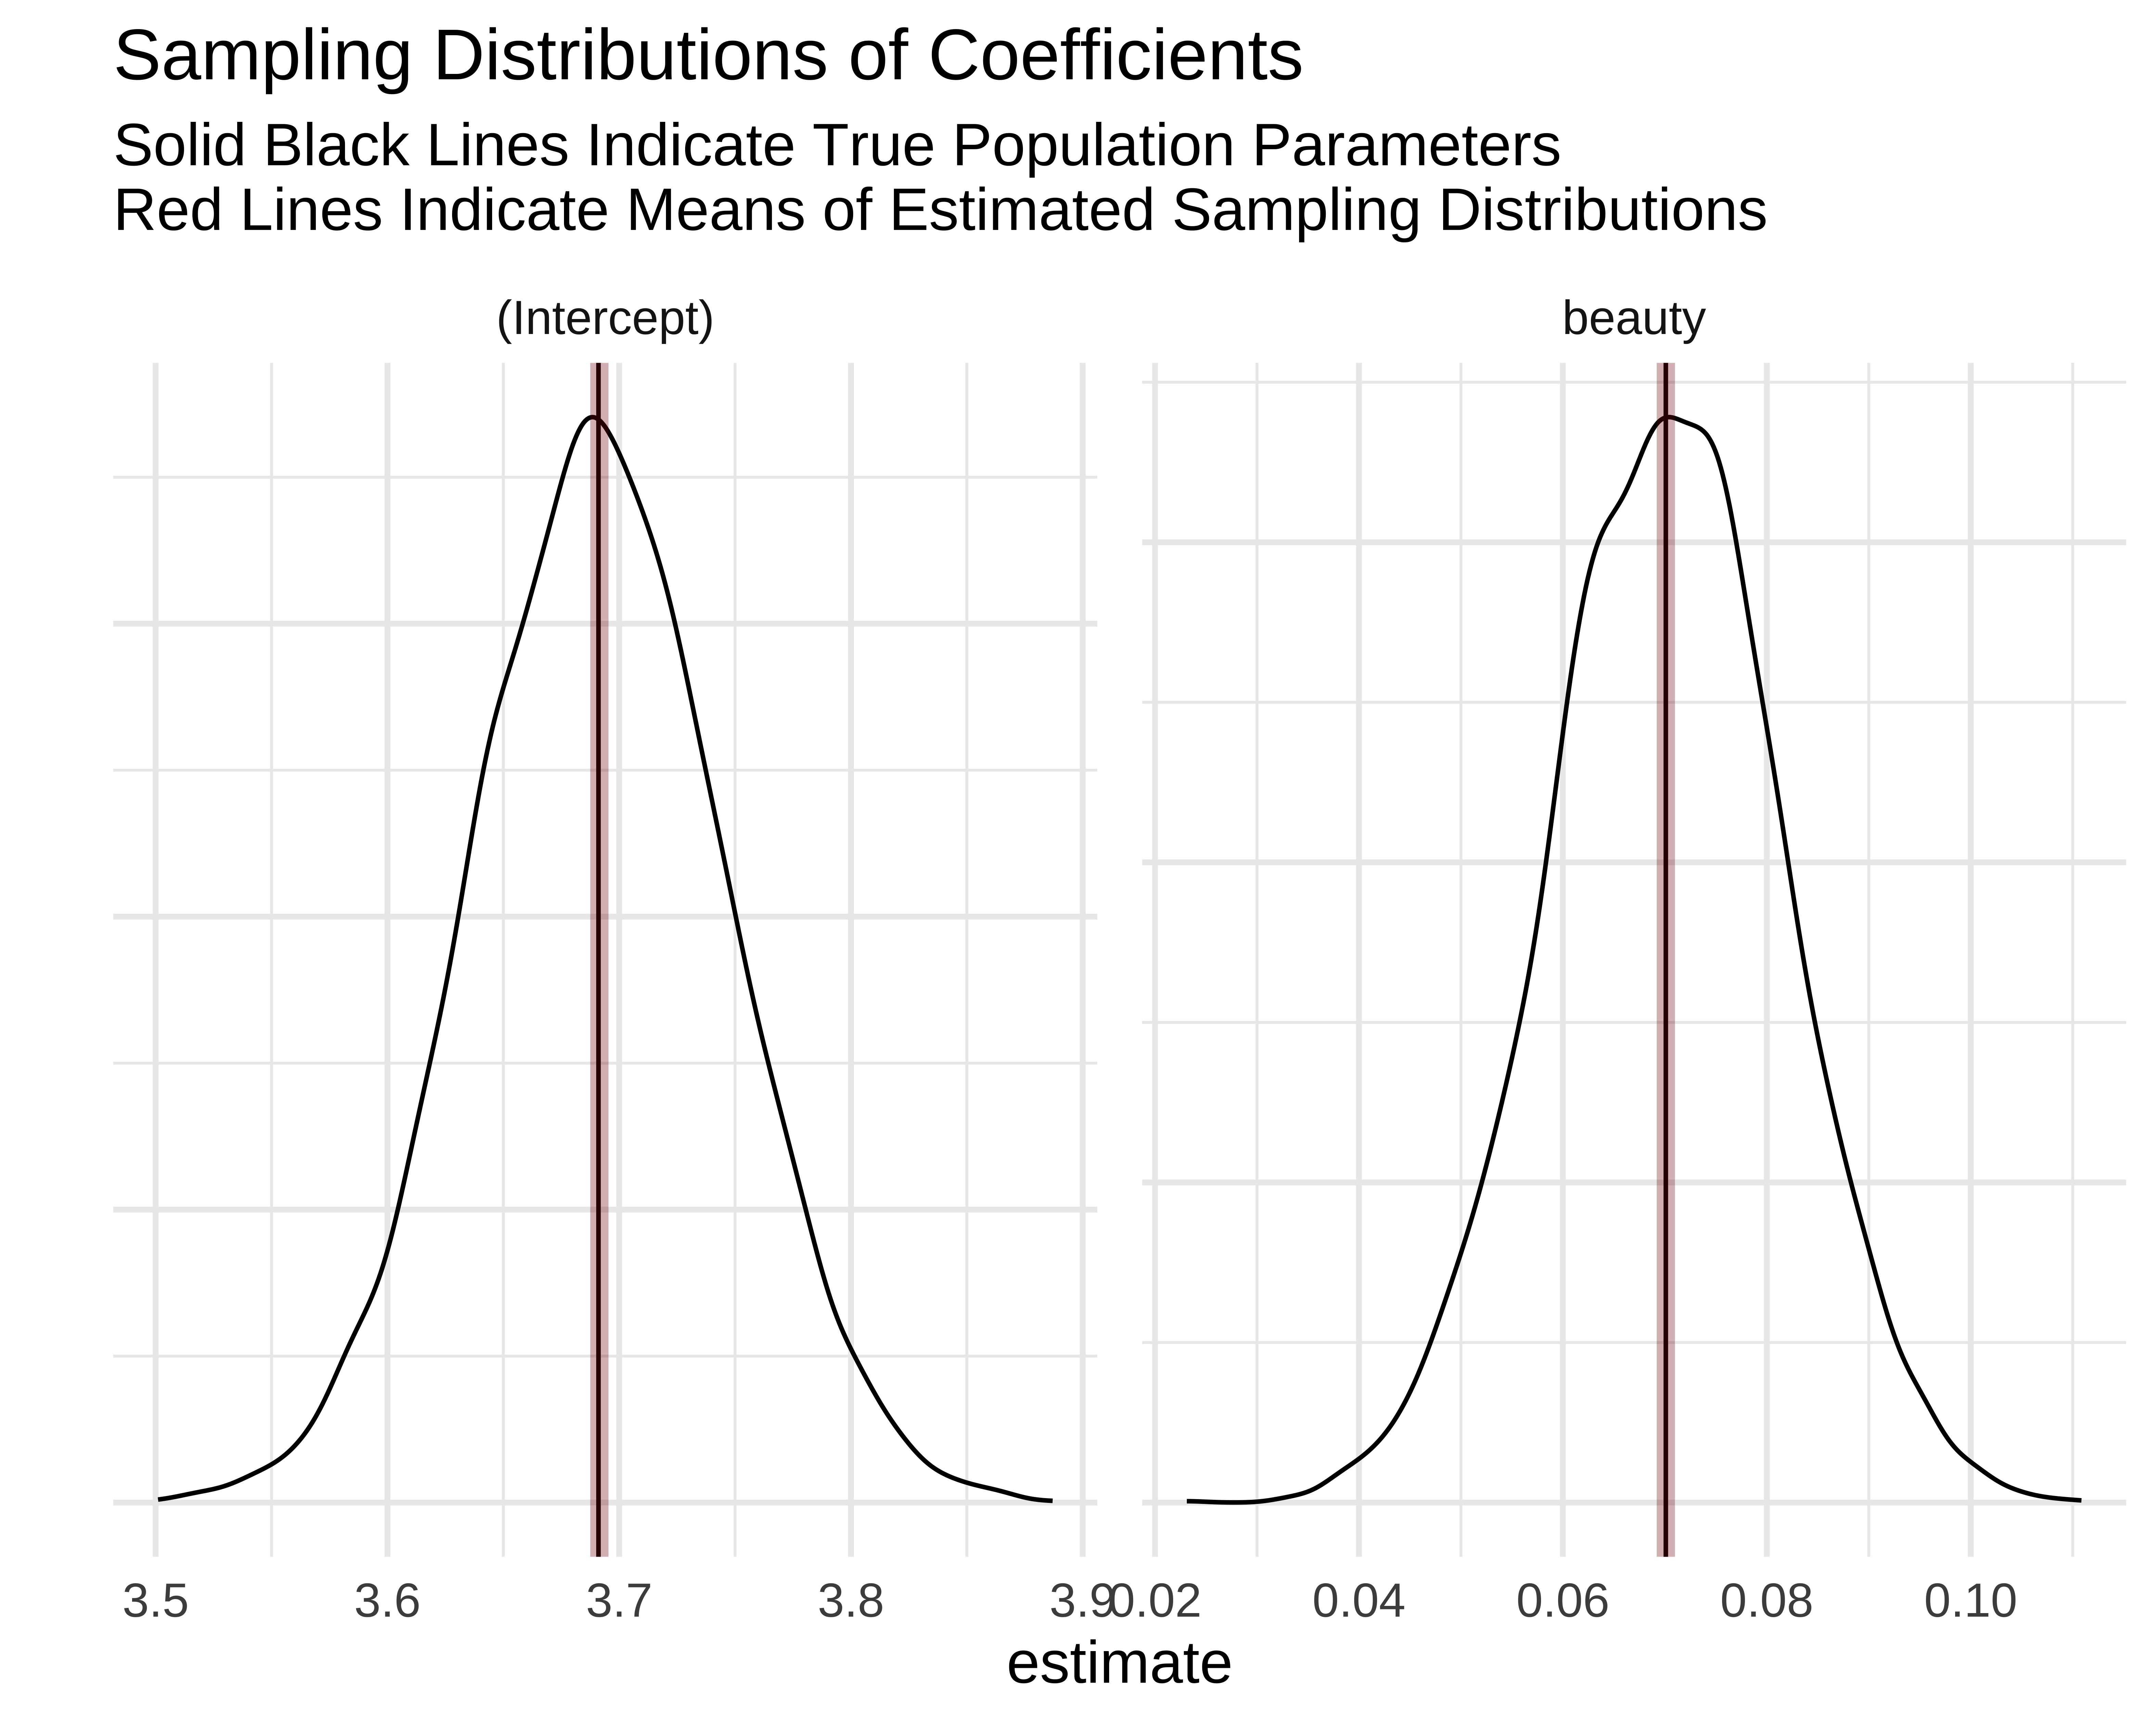 Sampling Distributions of Coefficients
Solid Black Lines Indicate True Population Parameters
Red Lines Indicate Means of Estimated Sampling Distributions
(Intercept) beauty
3.5 3.6 3.7 3.8 3.9 0.02 0.04 0.06 0.08 0.10
estimate